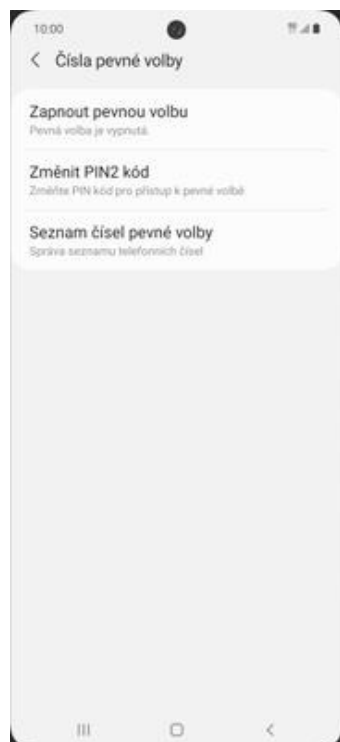 10:00
Čísla pevné volby
Zapnout pevnou volbu
Pevná volba je vypnutá.
Změnit PIN2 kód
Změňte PIN kód pro přístup k pevné volbě
Seznam čísel pevné volby
Správa seznamu telefonních čísel